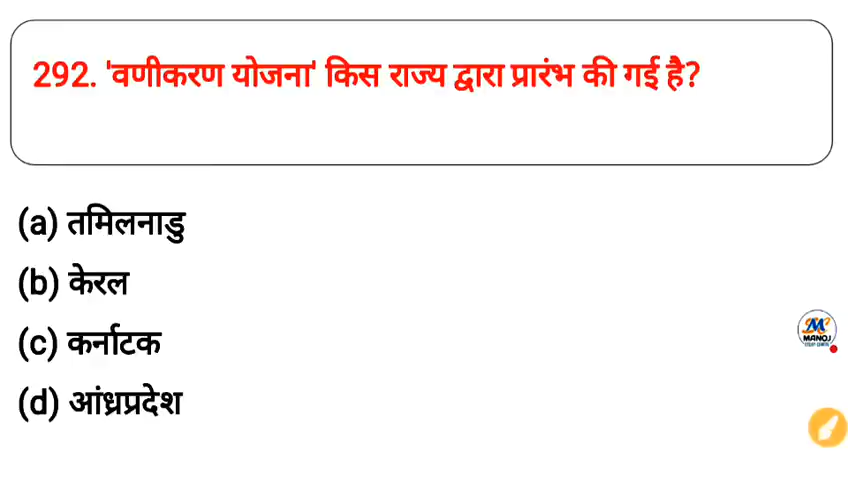 292. 'वणीकरण योजना' किस राज्य द्वारा प्रारंभ की गई है?
(a) तमिलनाडु
(b) केरल
(c) कर्नाटक
(d) आंध्रप्रदेश
MANOJ